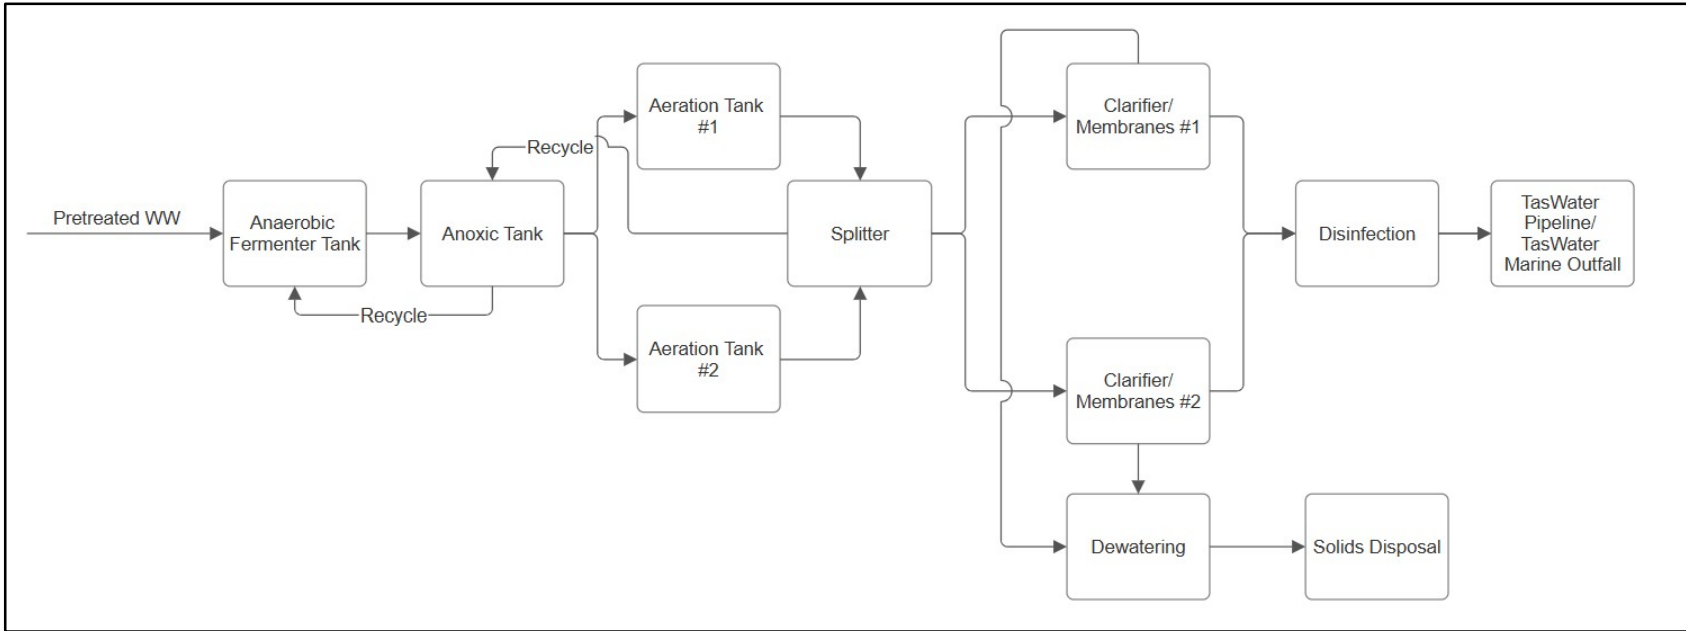 Pretreated WW
Anaerobic
Fermenter Tank
Recycle
Anoxic Tank
Recycle
Aeration Tank
#1
Aeration Tank
#2
Splitter
Clarifier/
Membranes #1
Clarifier/
Membranes #2
Dewatering
Solids Disposal
Disinfection
TasWater
Pipeline/
TasWater
Marine Outfall